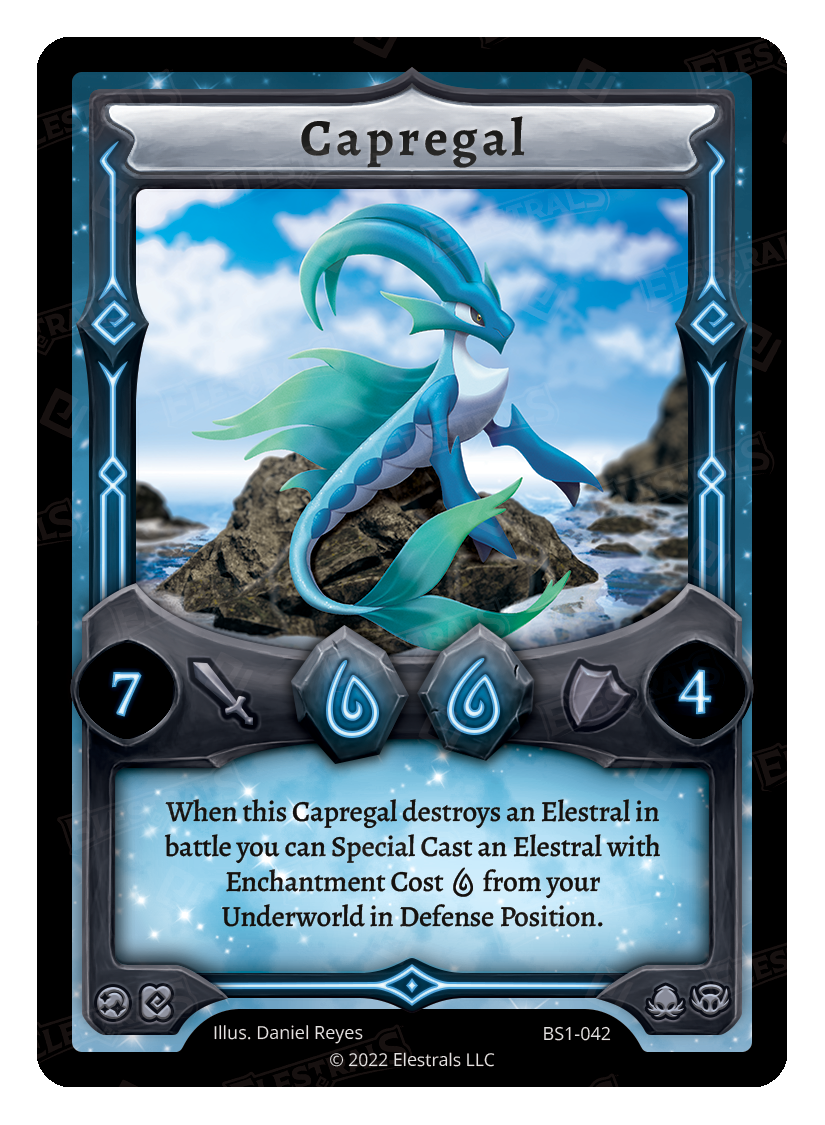 Capregal
7
4
When this Capregal destroys an Elestral in
battle you can Special Cast an Elestral with
Enchantment Cost from your
Underworld in Defense Position.
Illus. Daniel Reyes
BS1-042
© 2022 Elestrals LLC
ELESTRALS